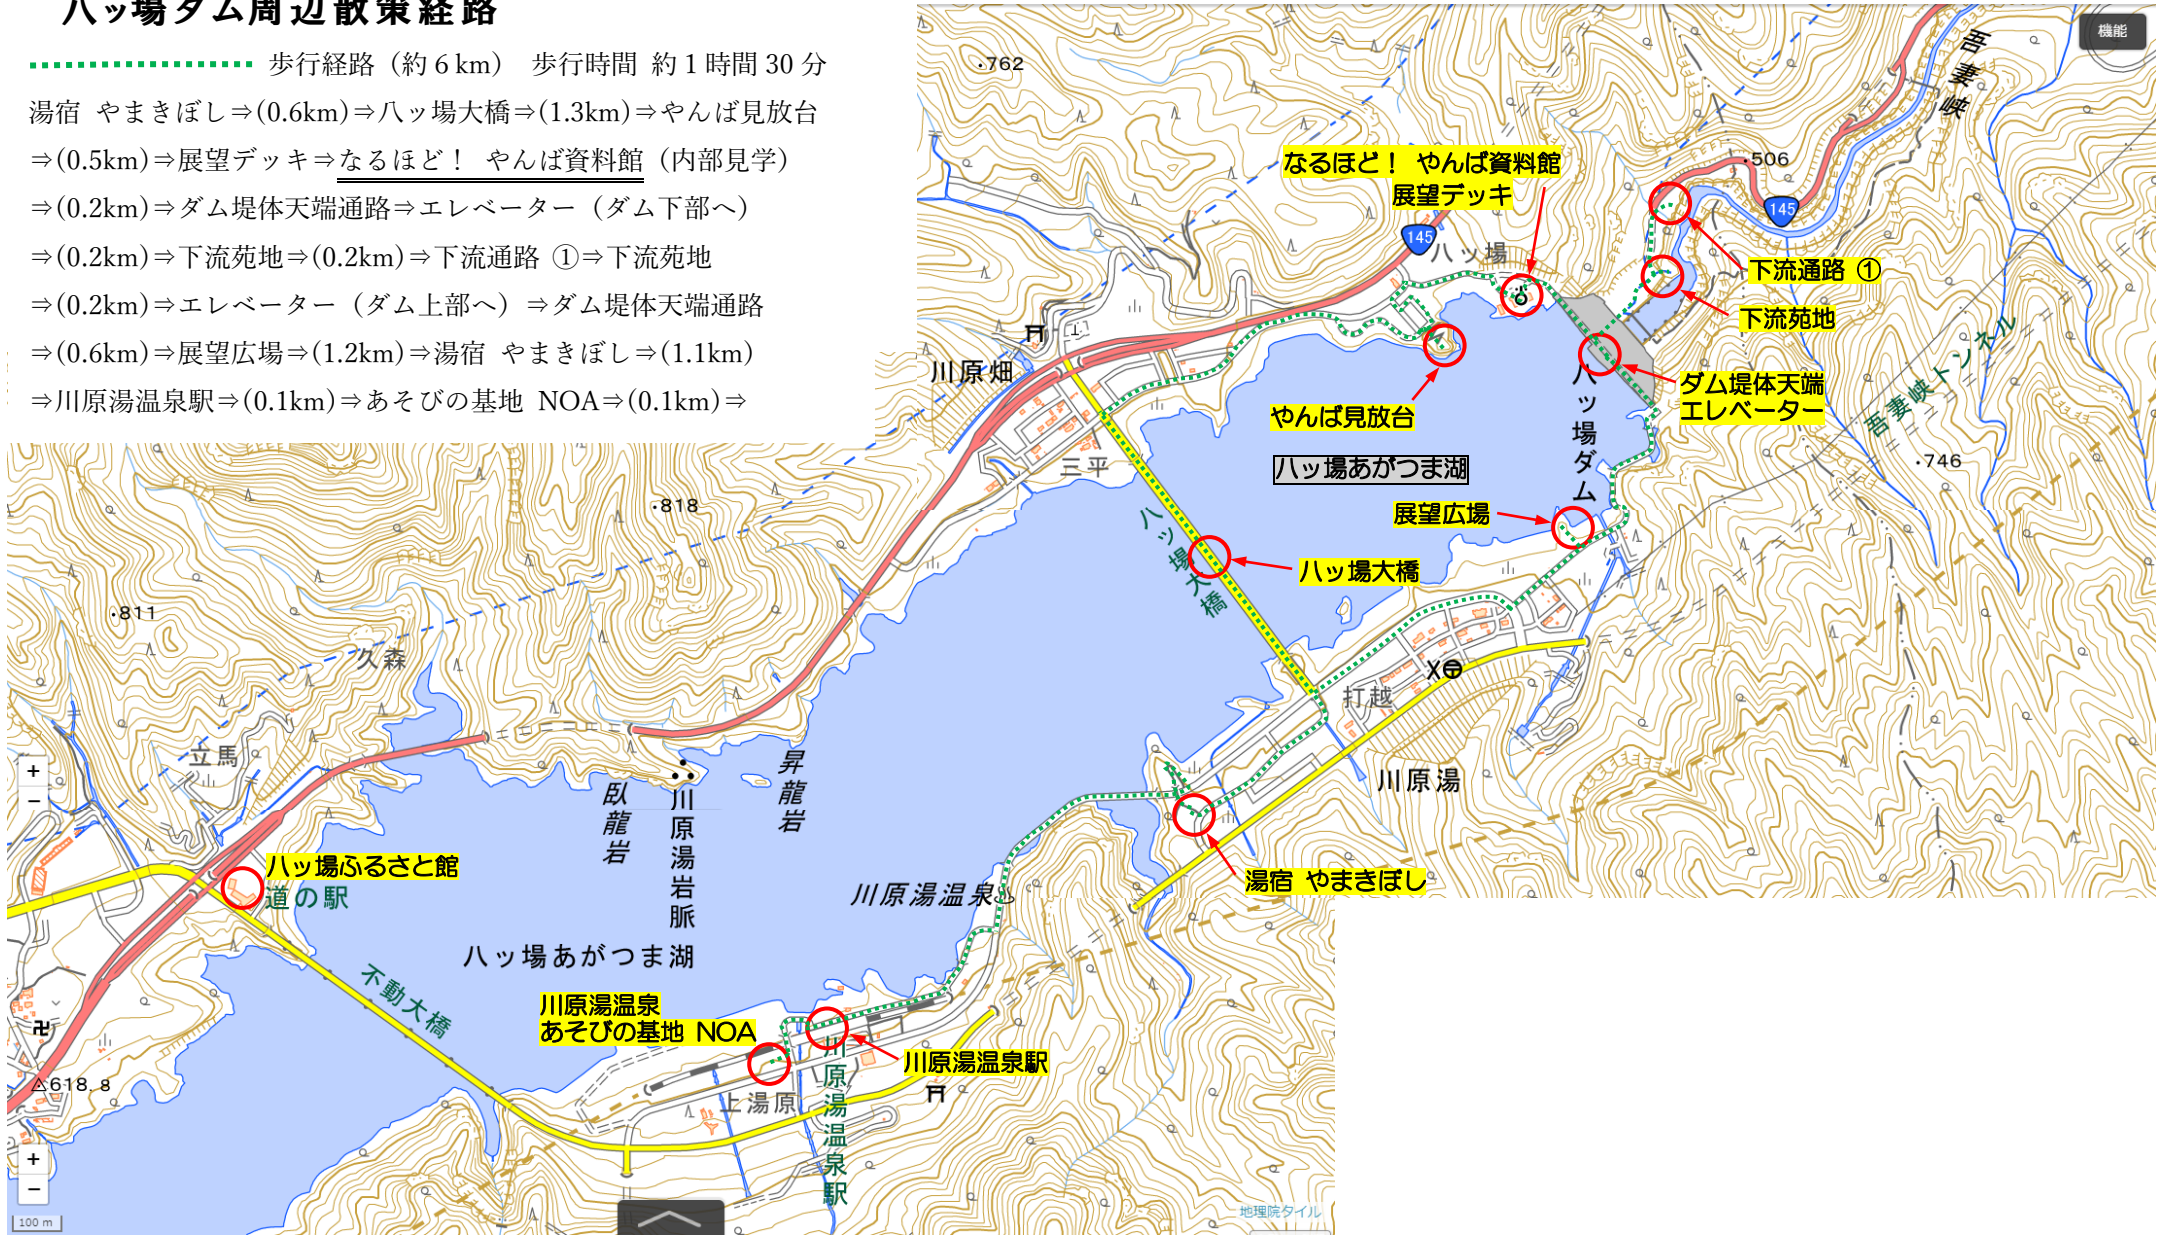 八ッ場ダム周辺散策経路
歩行経路（約６km） 歩行時間 約１時間 30 分
湯宿 やまきぼし⇒(0.6km)⇒八ッ場大橋⇒(1.3km)⇒やんば見放台
⇒(0.5km)⇒展望デッキ⇒なるほど！ やんば資料館（内部見学）
⇒(0.2km)⇒ダム堤体天端通路⇒エレベーター（ダム下部へ）
⇒(0.2km)⇒下流苑地⇒(0.2km)⇒下流通路 ①⇒下流苑地
⇒(0.2km)⇒エレベーター（ダム上部へ）⇒ダム堤体天端通路
⇒(0.6km)⇒展望広場⇒(1.2km)⇒湯宿 やまきぼし⇒(1.1km)
⇒川原湯温泉駅⇒(0.1km)⇒あそびの基地 NOA⇒(0.1km)⇒
機能
吾妻峡
・762
・506
145
なるほど！ やんば資料館
展望デッキ
145
八ッ場
下流通路 ①
下流苑地
川原畑
ダム堤体天端
エレベーター
吾妻峡トンネル
やんば見放台
八ッ場ダム
三平
八ッ場あがつま湖
・746
・818
展望広場
八ッ場大橋
八ッ場大橋
・811
久森
打越
立馬
川原湯
昇龍岩
臥龍岩
川原湯岩脈
八ッ場ふるさと館
道の駅
湯宿 やまきぼし
川原湯温泉
八ッ場あがつま湖
不動大橋
川原湯温泉
あそびの基地 NOA
川原湯温泉駅
川原湯温泉駅
618.8
上湯原
+
−
+
−
100 m
地理院タイル